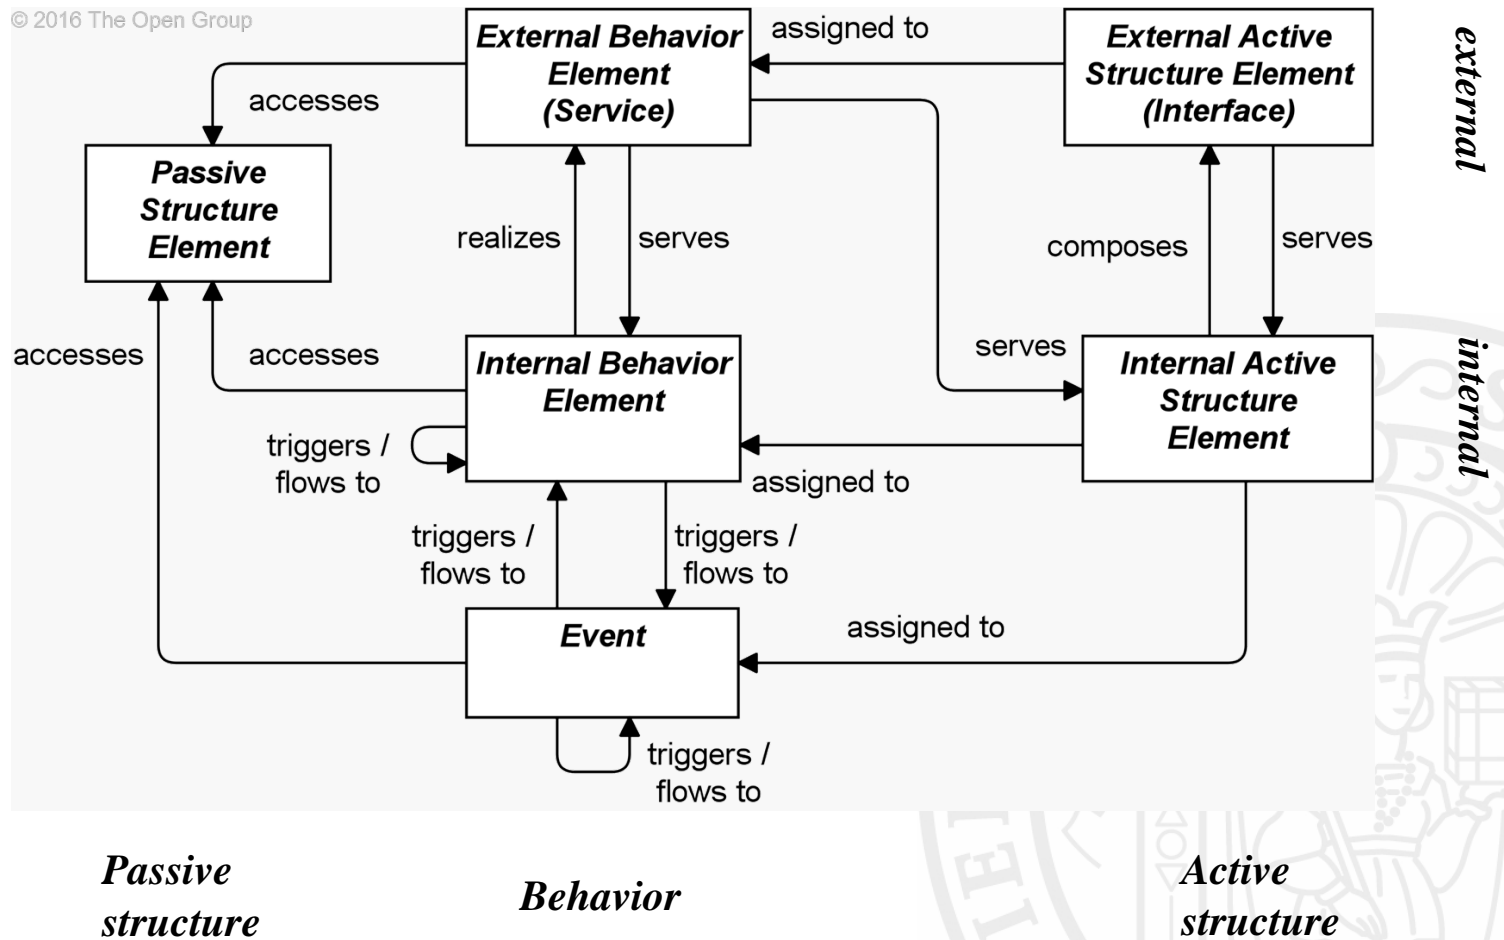 © 2016 The Open Group
External Behavior
Element
(Service)
assigned to
External Active
Structure Element
(Interface)
external
accesses
Passive
Structure
Element
realizes
serves
composes
serves
accesses
accesses
serves
Internal Behavior
Element
Internal Active
Structure
Element
internal
triggers /
flows to
assigned to
triggers /
flows to
triggers /
flows to
Event
assigned to
triggers /
flows to
Passive
structure
Behavior
Active
structure